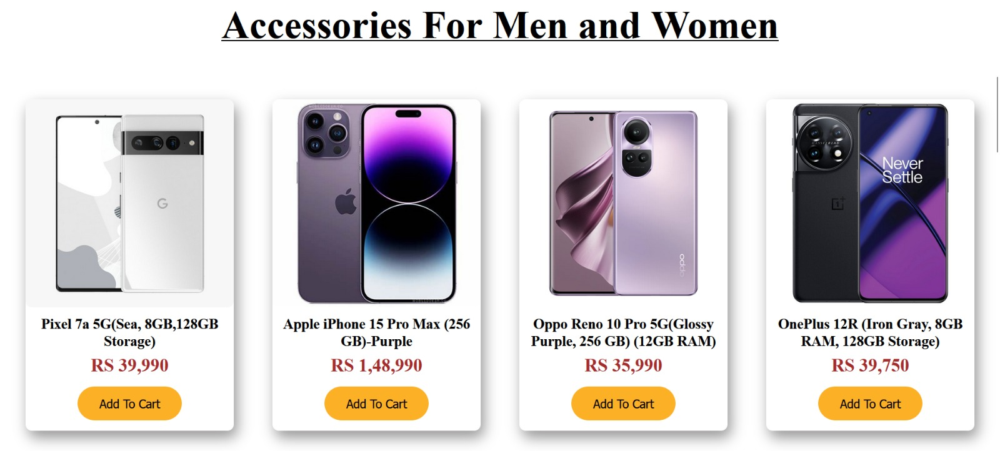 Accessories For Men and Women
G
HASSELBLAD
Never
Settle
oppo
Pixel 7a 5G(Sea, 8GB,128GB
Storage)
Apple iPhone 15 Pro Max (256
GB)-Purple
Oppo Reno 10 Pro 5G(Glossy
Purple, 256 GB) (12GB RAM)
OnePlus 12R (Iron Gray, 8GB
RAM, 128GB Storage)
RS 39,990
RS 1,48,990
RS 35,990
RS 39,750
Add To Cart
Add To Cart
Add To Cart
Add To Cart